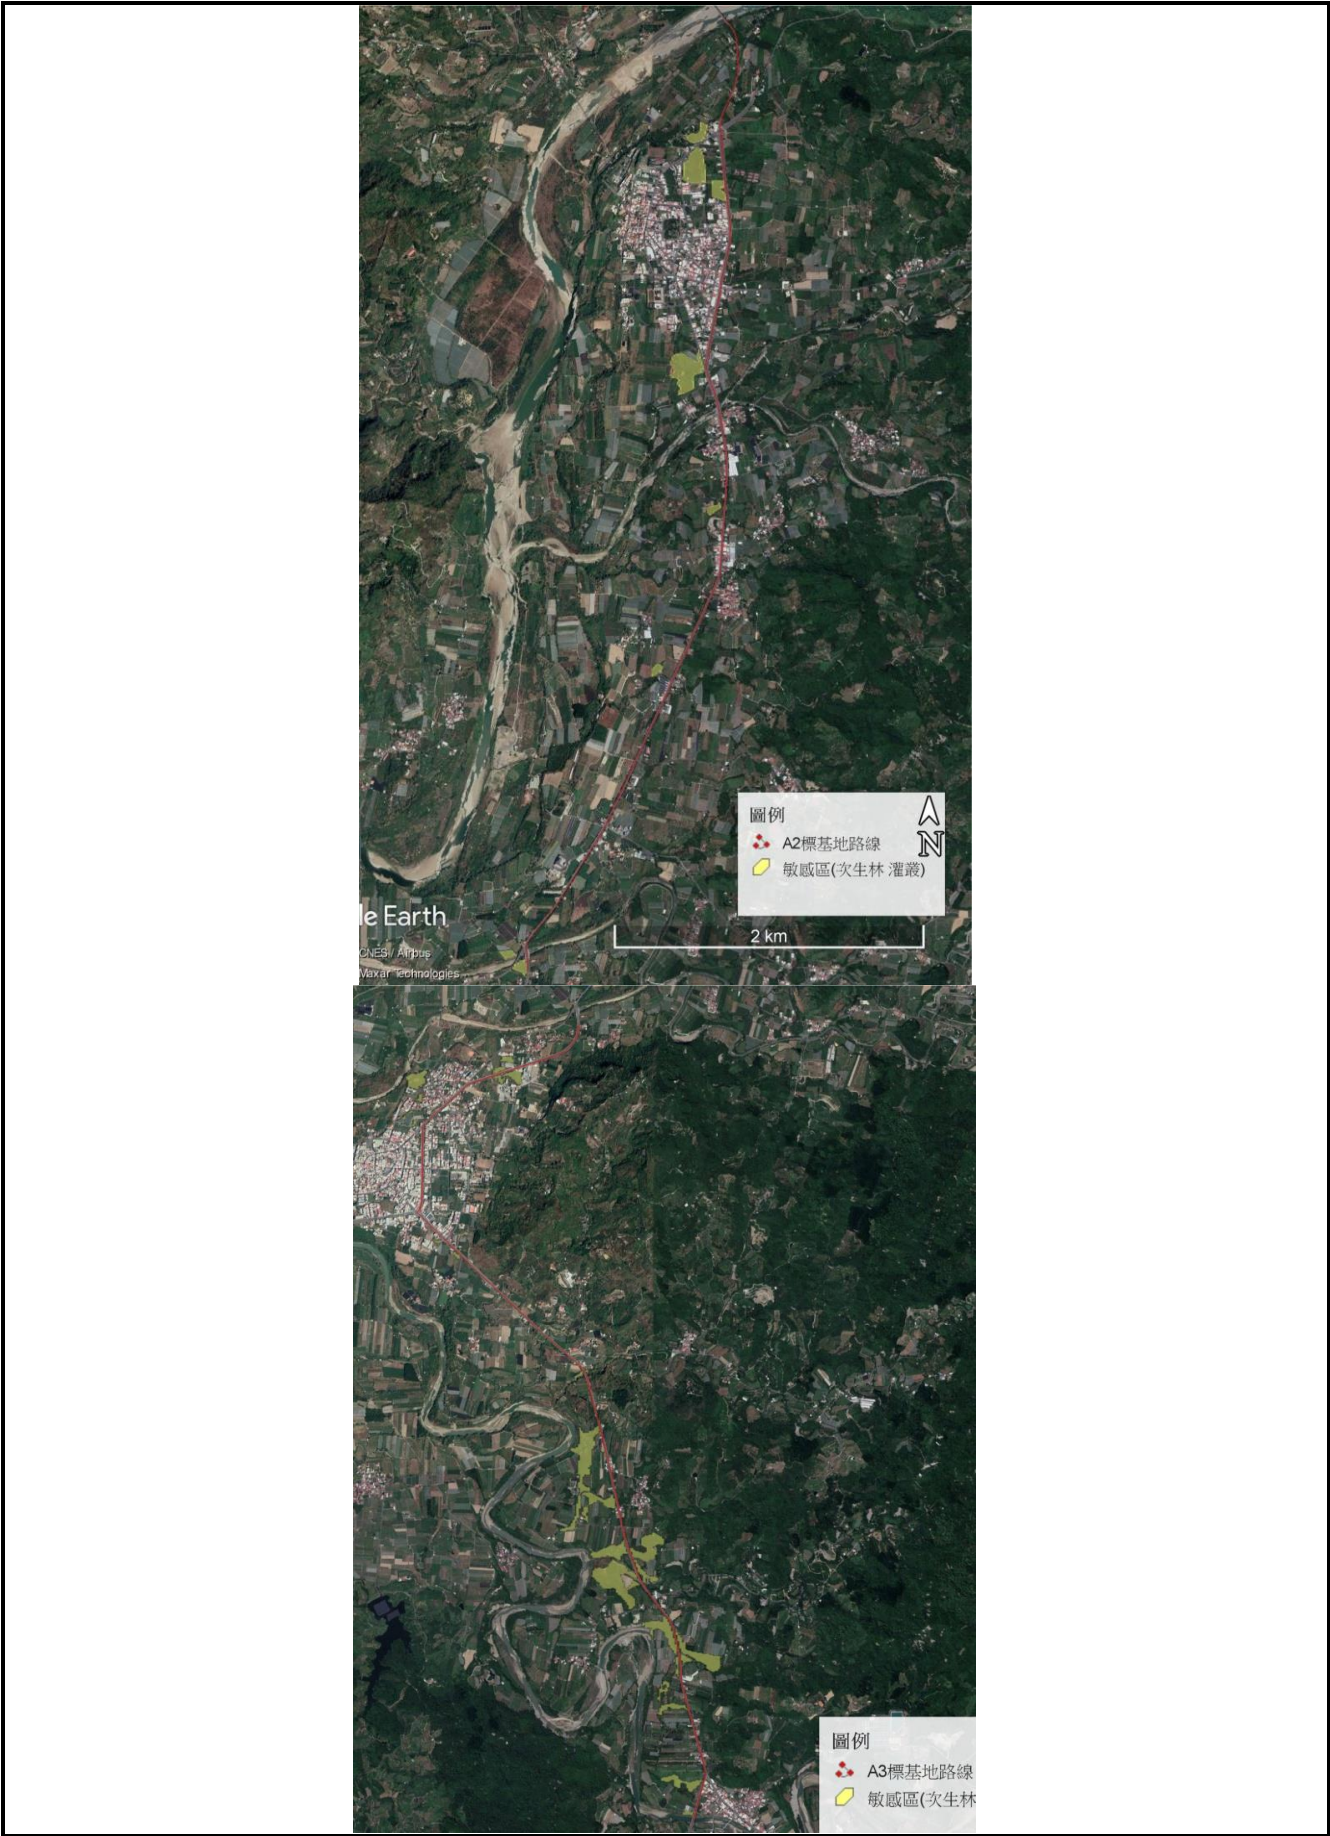 圖例
N
A2標基地路線
敏感區(次生林 灌叢)
le Earth
2 km
CNES / Airbus
Maxar Technologies
圖例
A3標基地路線
敏感區(次生林